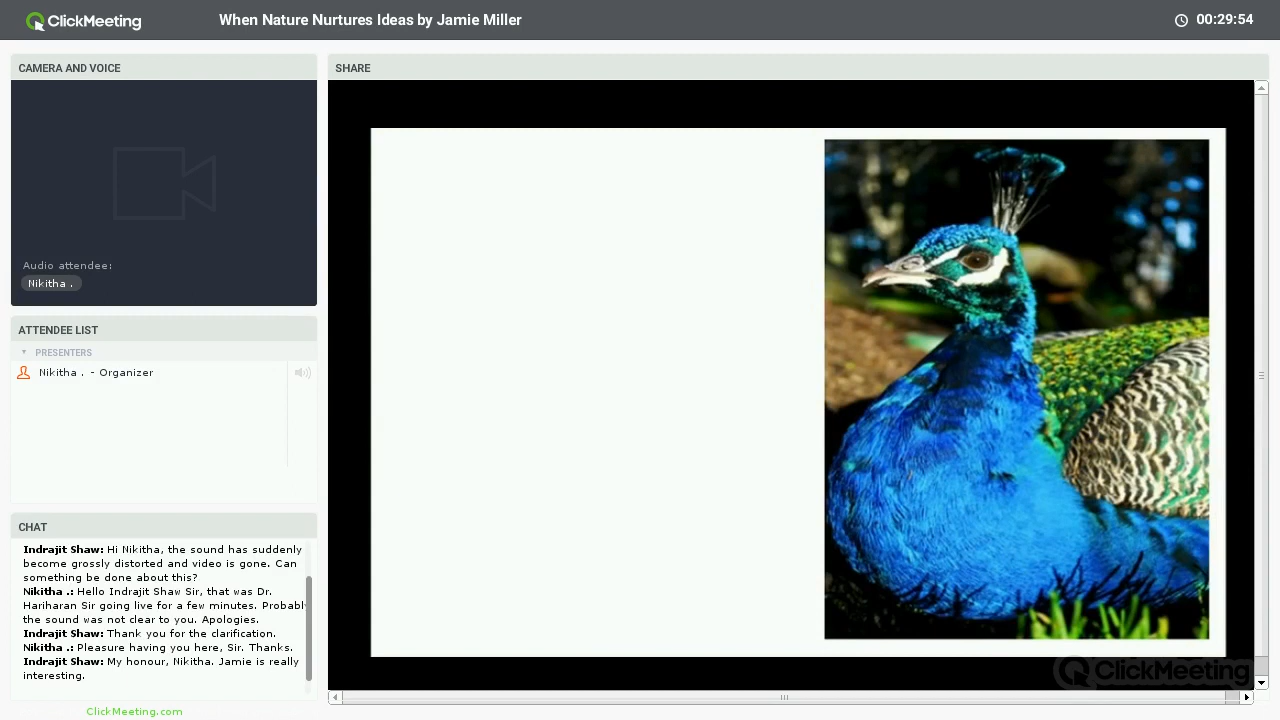 ClickMeeting
When Nature Nurtures Ideas by Jamie Miller
00:29:54
CAMERA AND VOICE
Audio attendee:
Nikitha .
ATTENDEE LIST
PRESENTERS
Nikitha . - Organizer
CHAT
Indrajit Shaw: Hi Nikitha, the sound has suddenly
become grossly distorted and video is gone. Can
something be done about this?
Nikitha .: Hello Indrajit Shaw Sir, that was Dr.
Hariharan Sir going live for a few minutes. Probably
the sound was not clear to you. Apologies.
Indrajit Shaw: Thank you for the clarification.
Nikitha .: Pleasure having you here, Sir. Thanks.
Indrajit Shaw: My honour, Nikitha. Jamie is really
interesting.
ClickMeeting.com
SHARE
ClickMeeting